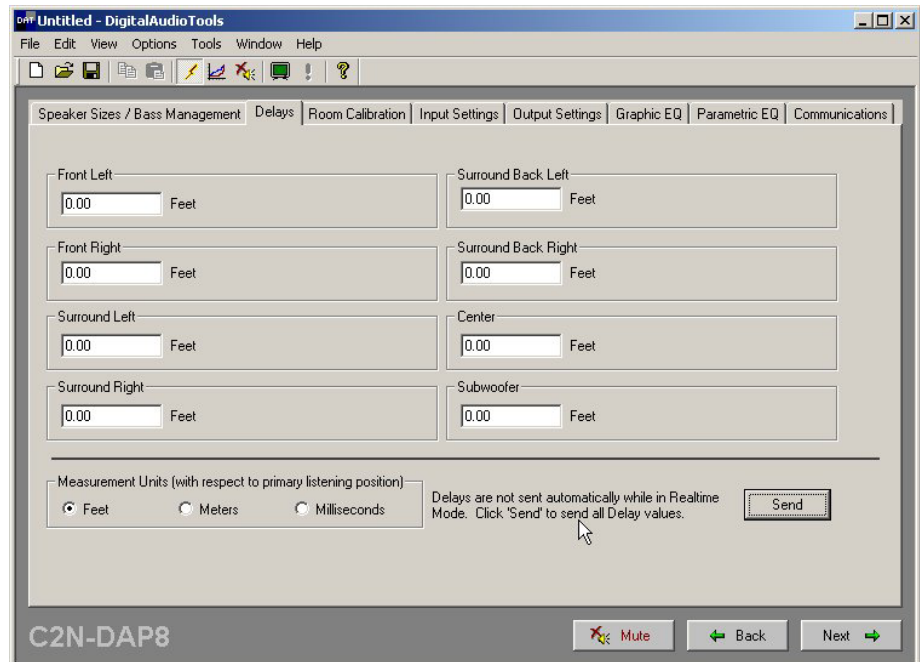 DAT Untitled - DigitalAudioTools
File Edit View Options Tools Window Help
Speaker Sizes / Bass Management Delays Room Calibration Input Settings Output Settings Graphic EQ Parametric EQ Communications
Front Left
0.00 Feet
Surround Back Left
0.00 Feet
Front Right
0.00 Feet
Surround Back Right
0.00 Feet
Surround Left
0.00 Feet
Center
0.00 Feet
Surround Right
0.00 Feet
Subwoofer
0.00 Feet
Measurement Units (with respect to primary listening position)
Feet Meters Milliseconds
Delays are not sent automatically while in Realtime
Mode. Click 'Send' to send all Delay values.
Send
C2N-DAP8
Mute Back Next